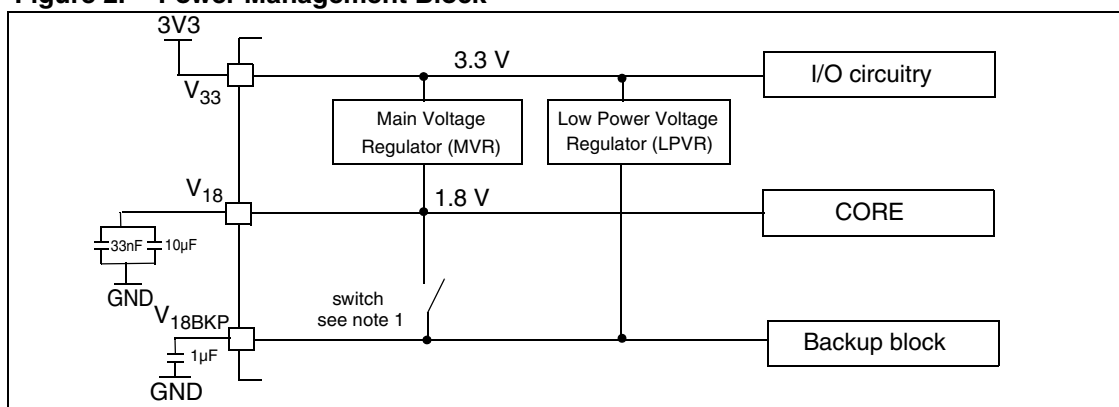 Figure 2. Power Management Block
3V3
3.3 V
I/O circuitry
V33
Main Voltage
Regulator (MVR)
Low Power Voltage
Regulator (LPVR)
V18
1.8 V
CORE
33nF
10µF
GND
switch
see note 1
V18BKP
Backup block
1µF
GND